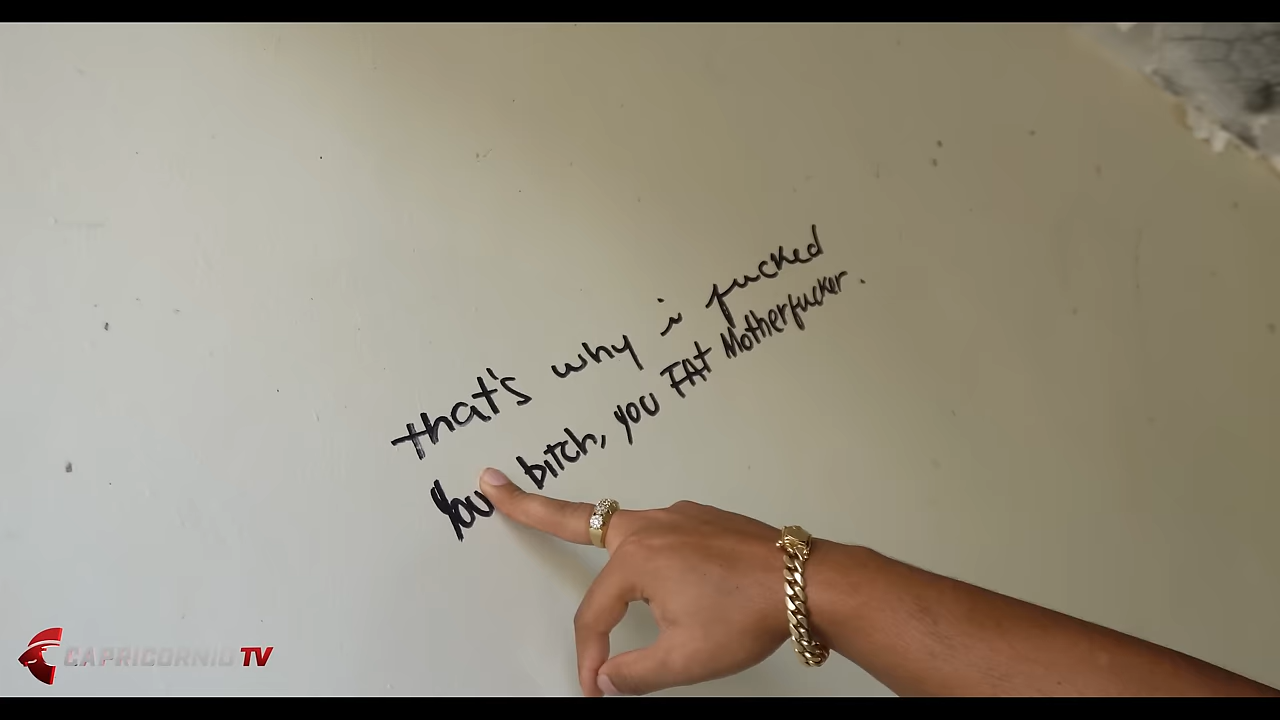 that's why i fucked
You bitch, you FAt Motherfucker.
CAPRICORNIO TV